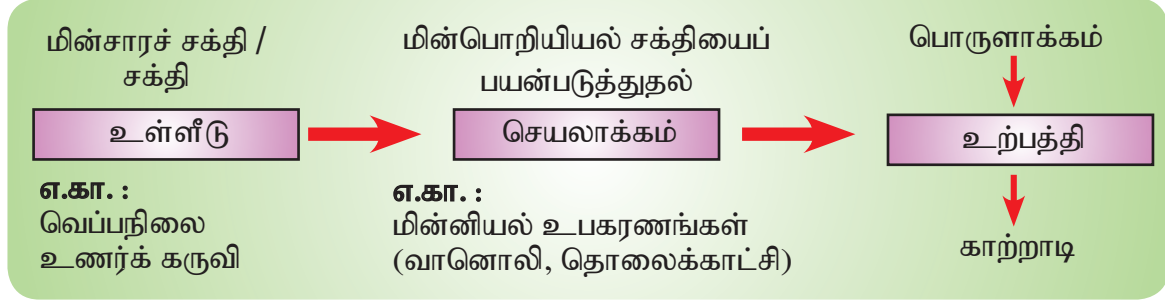 மின்சாரச் சக்தி /
சக்தி
உள்ளீடு
எ.கா. :
வெப்பநிலை
உணர்க் கருவி
மின்பொறியியல் சக்தியைப்
பயன்படுத்துதல்
செயலாக்கம்
எ.கா. :
மின்னியல் உபகரணங்கள்
(வானொலி, தொலைக்காட்சி)
பொருளாக்கம்
உற்பத்தி
காற்றாடி